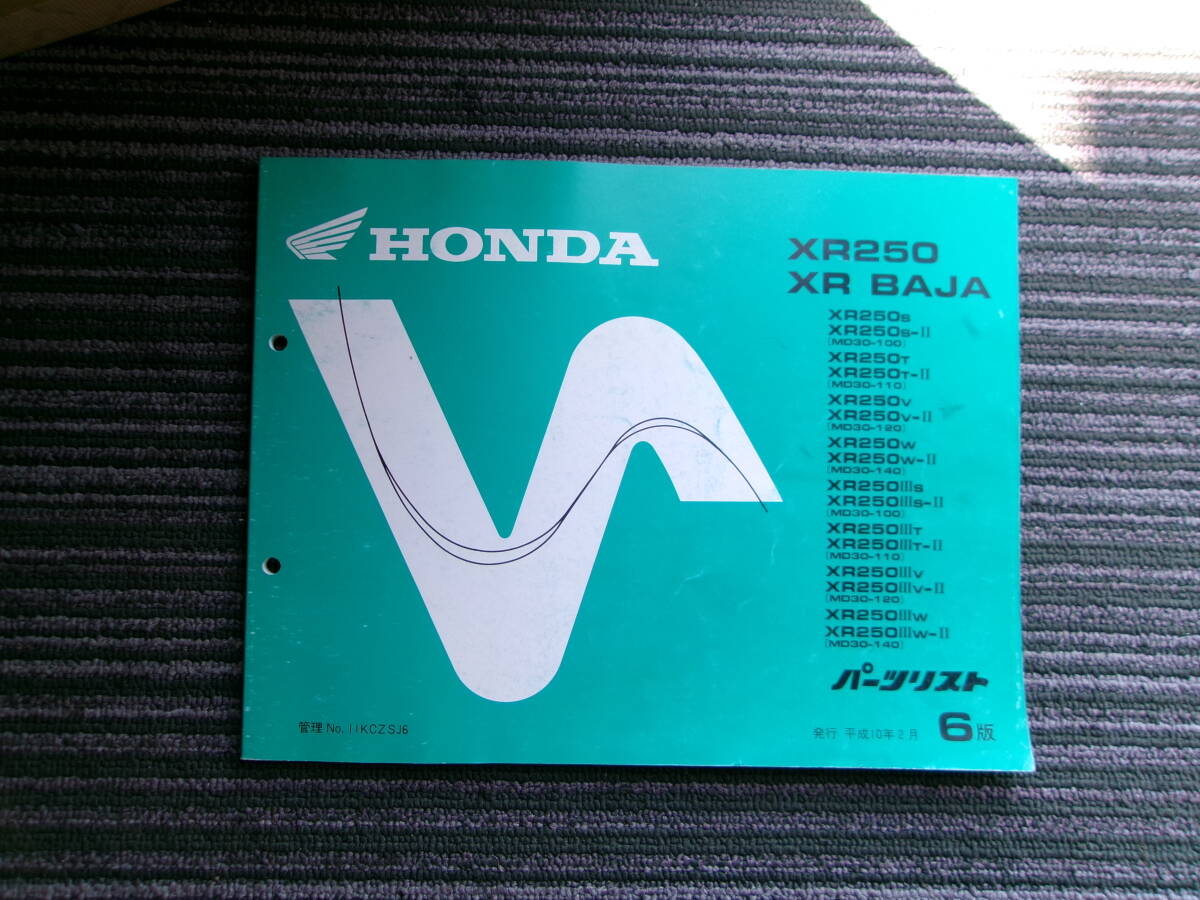 HONDA
XR250
XR BAJA
XR250S
XR250S-II
(MD30-100)
XR250T
XR250T-II
(MD30-110)
XR250V
XR250V-II
(MD30-120)
XR250W
XR250W-II
(MD30-140)
XR250IIIS
XR250IIIS-II
(MD30-100)
XR250IIIT
XR250IIIT-II
(MD30-110)
XR250IIIV
XR250IIIV-II
(MD30-120)
XR250IIIW
XR250IIIW-II
(MD30-140)
パーツリスト
管理 No. 11KCZSJ6
発行 平成10年2月 6版